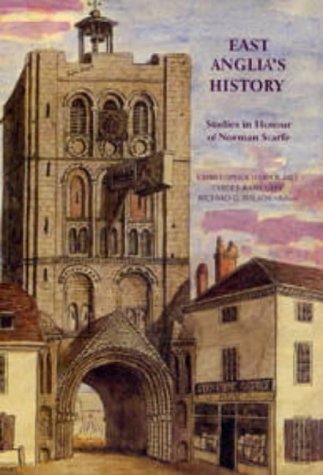 EAST
ANGLIA'S
HISTORY
Studies in Honour
of Norman Scarfe
CHRISTOPHER HARPER-BILL
CAROLE RAWCLIFFE
RICHARD G. WILSON